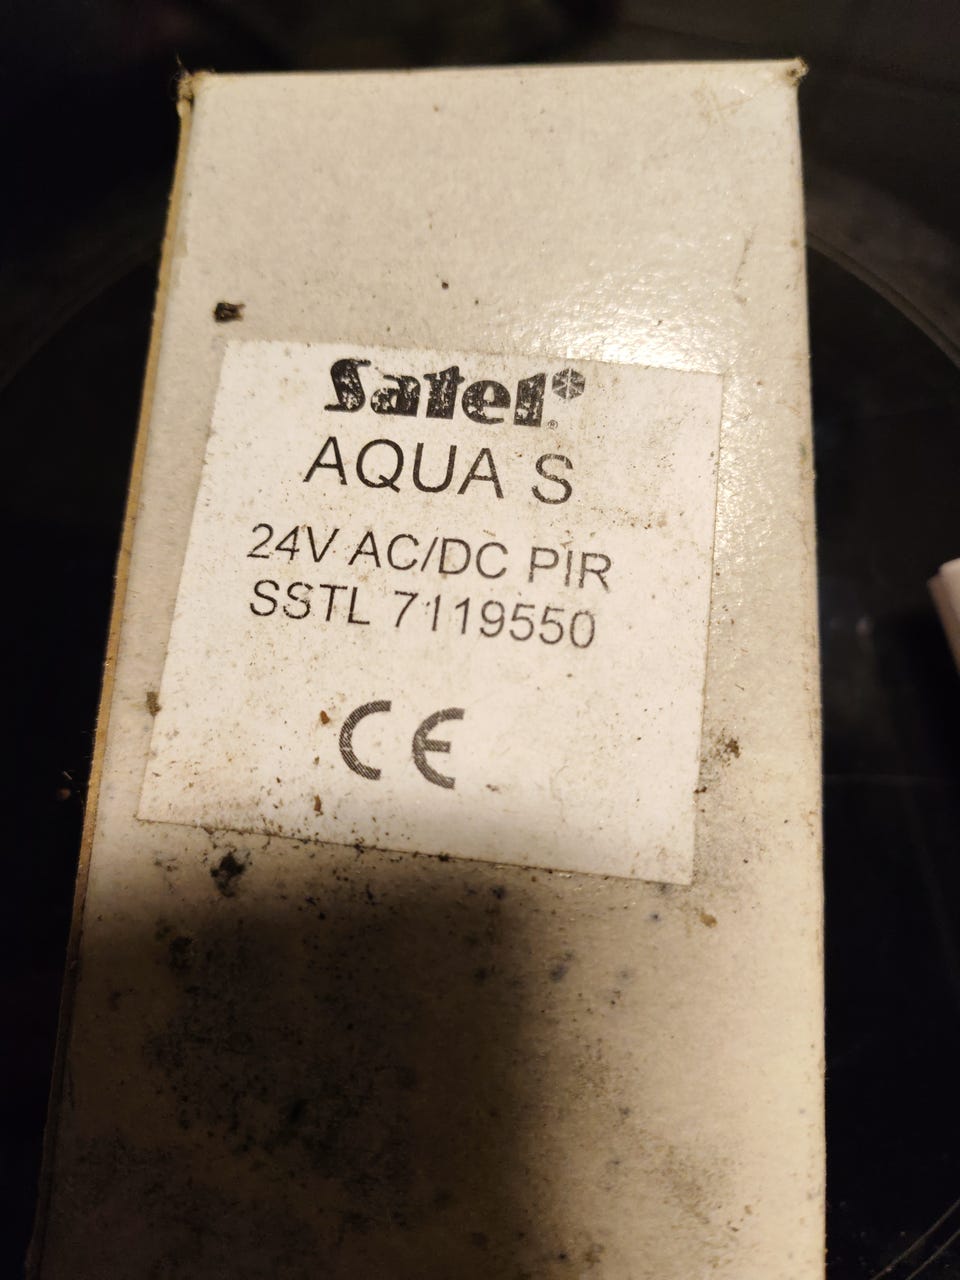 Satel®
AQUA S
24V AC/DC PIR
SSTL 7119550
CE